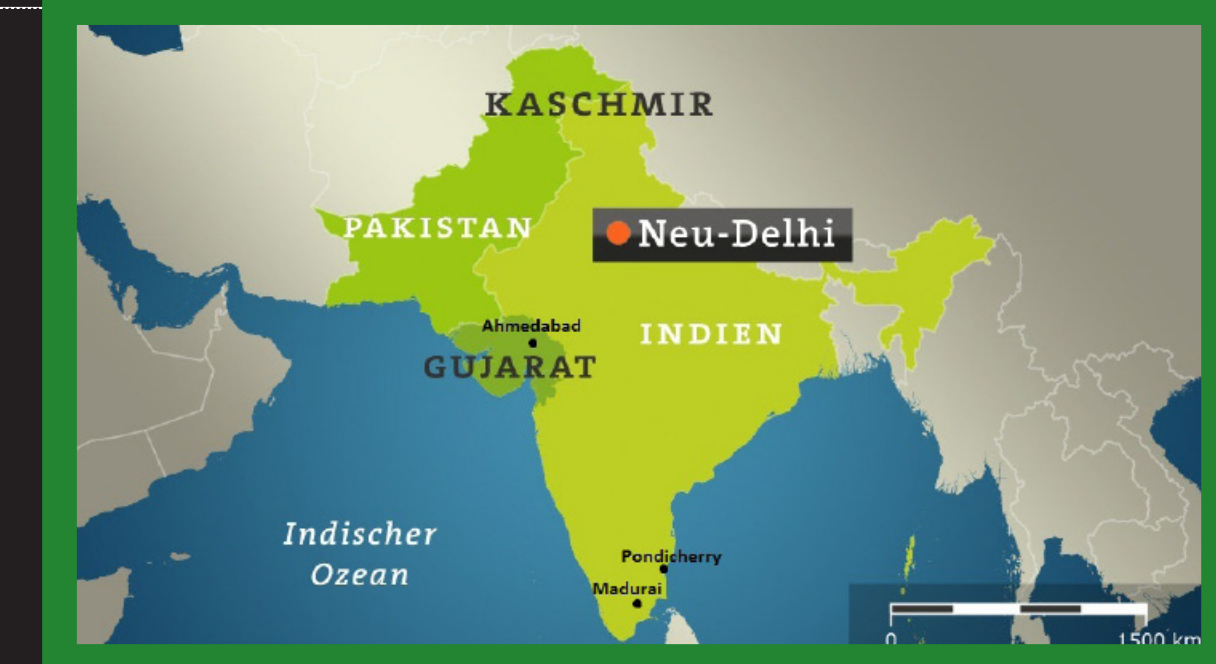 KASCHMIR
PAKISTAN
Neu-Delhi
Ahmedabad
INDIEN
GUJARAT
Indischer
Ozean
Pondicherry
Madurai
0
1500 km